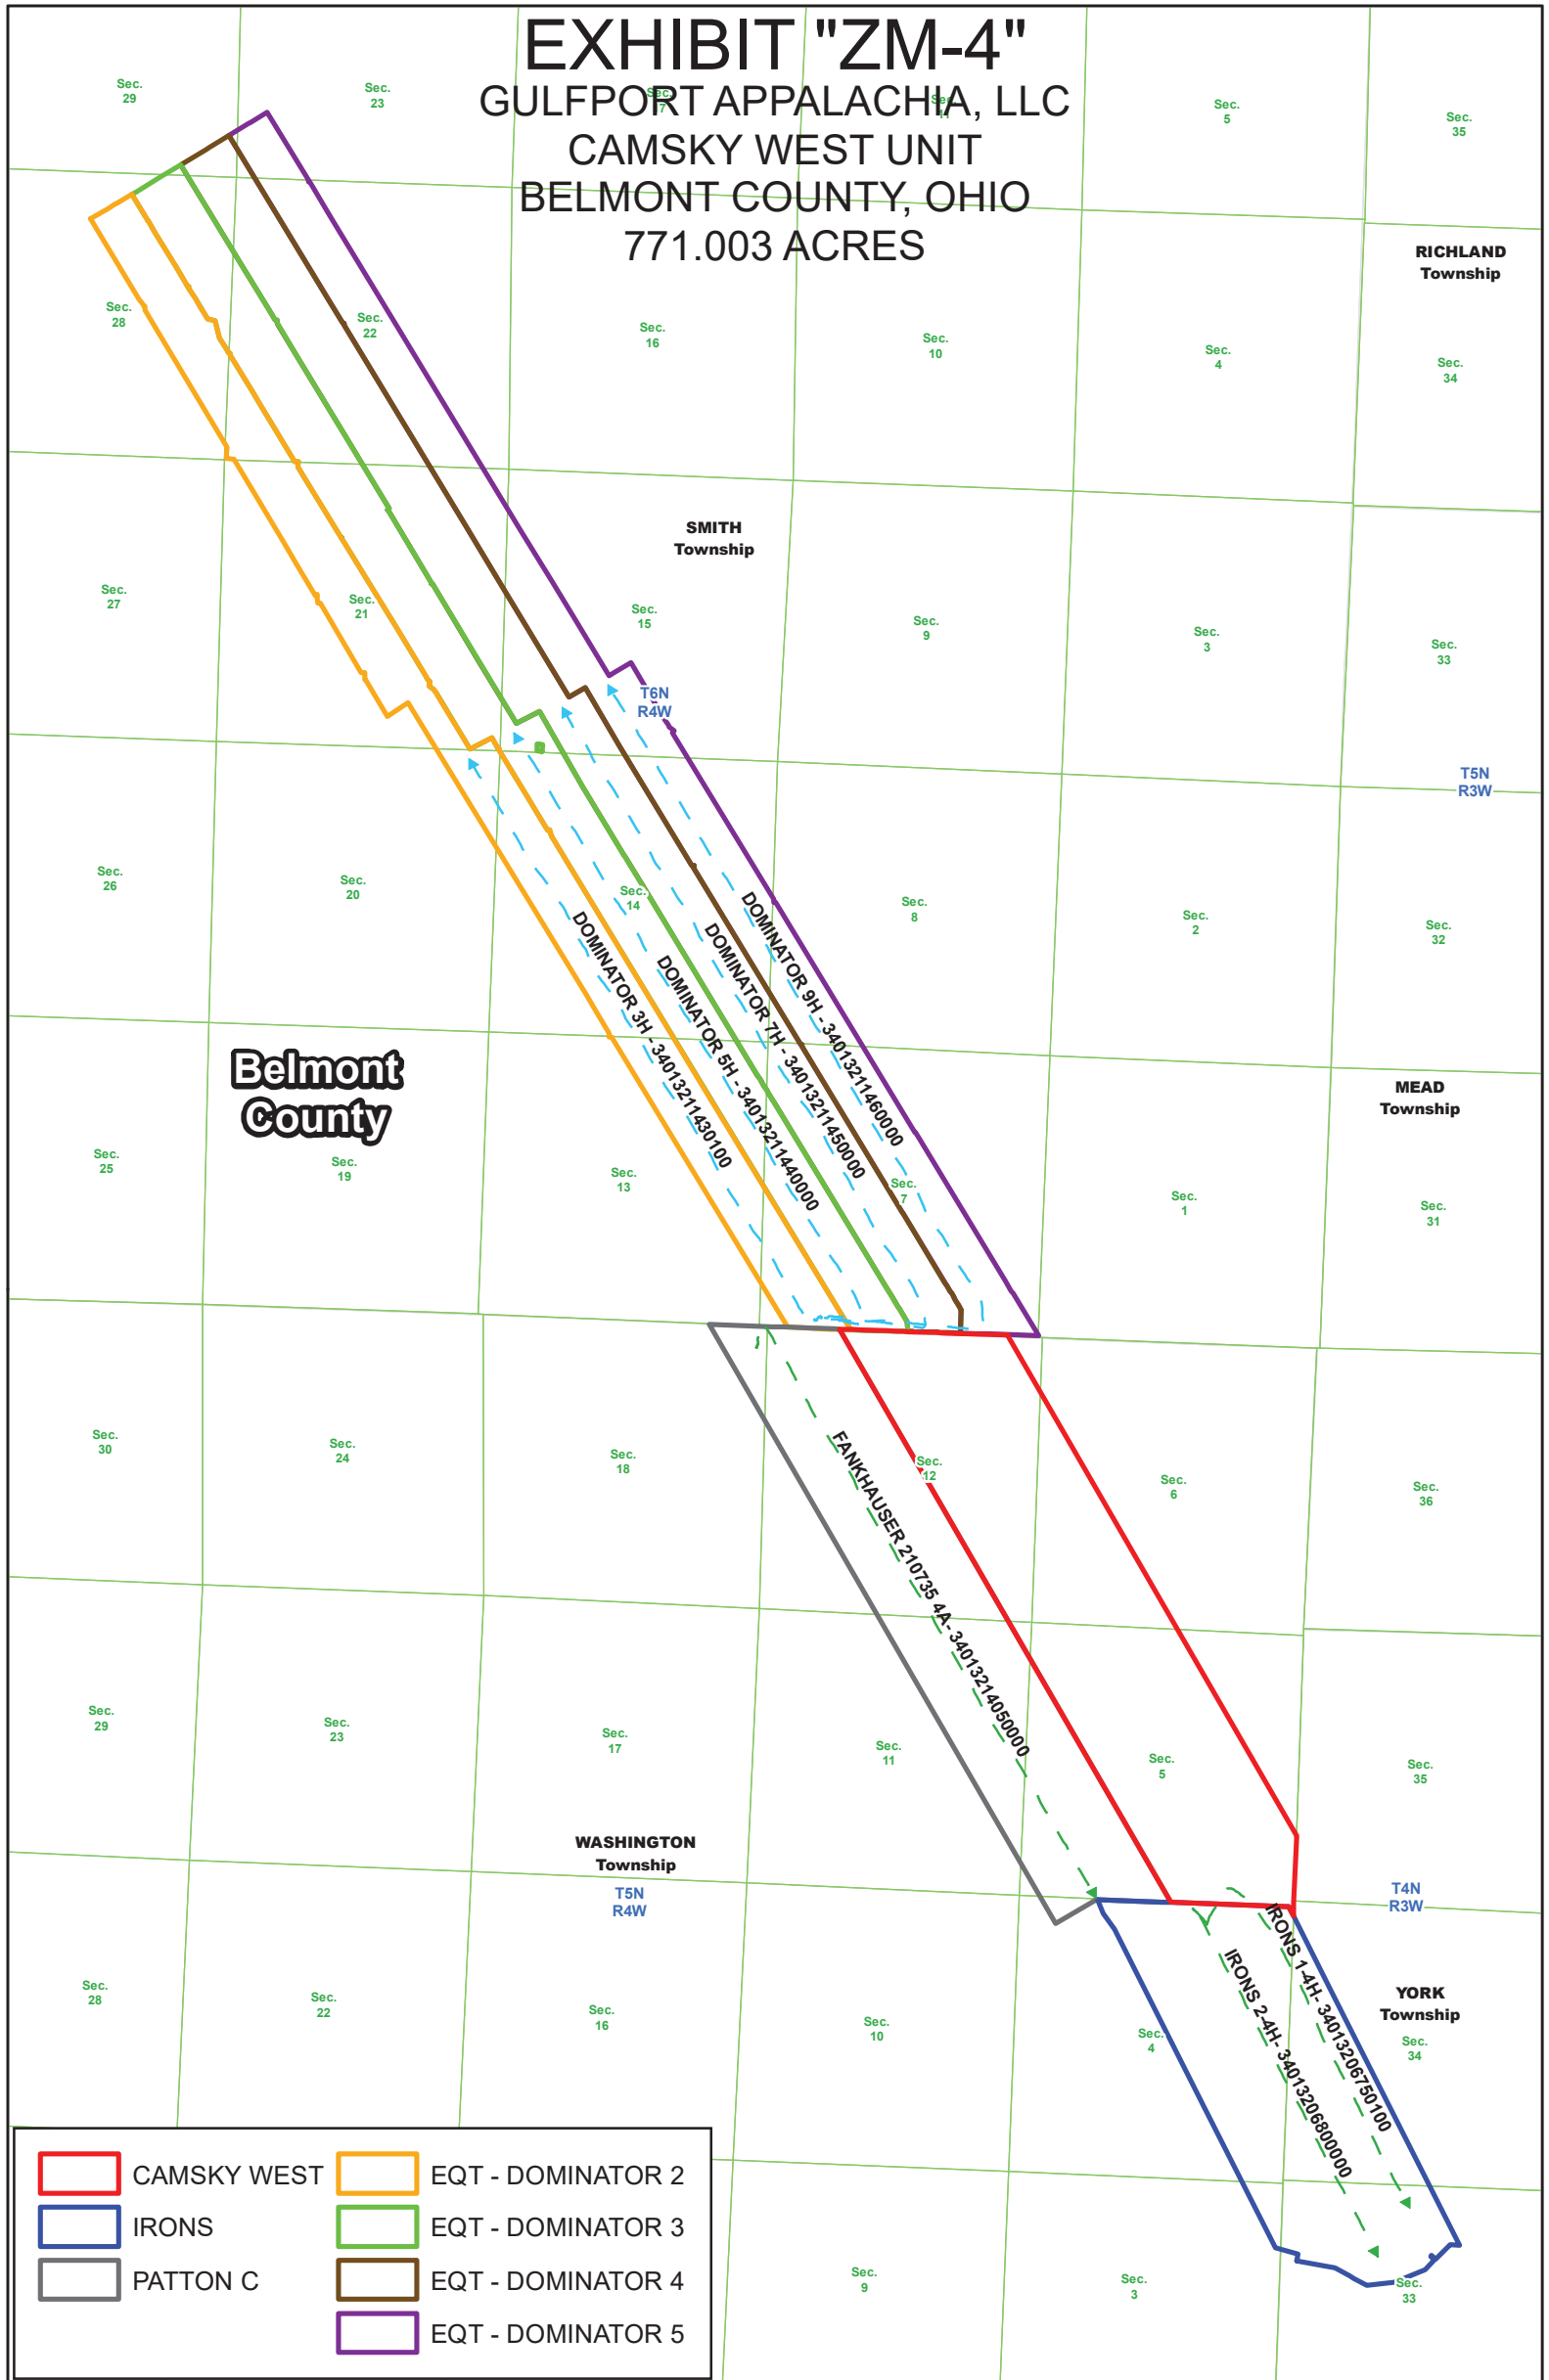 EXHIBIT "ZM-4"
GULFPORT APPALACHIA, LLC
CAMSKY WEST UNIT
BELMONT COUNTY, OHIO
771.003 ACRES
Sec.
29
Sec.
23
Sec.
17
Sec.
11
Sec.
5
Sec.
35
RICHLAND
Township
Sec.
28
Sec.
22
Sec.
16
Sec.
10
Sec.
4
Sec.
34
SMITH
Township
Sec.
27
Sec.
21
Sec.
15
Sec.
9
Sec.
3
Sec.
33
T6N
R4W
T5N
R3W
Sec.
26
Sec.
20
Sec.
14
Sec.
8
Sec.
2
Sec.
32
DOMINATOR 3H - 34013211430100
DOMINATOR 5H - 34013211440000
DOMINATOR 7H - 34013211450000
DOMINATOR 9H - 34013211460000
Belmont
County
MEAD
Township
Sec.
25
Sec.
19
Sec.
13
Sec.
7
Sec.
1
Sec.
31
Sec.
30
Sec.
24
Sec.
18
Sec.
12
Sec.
6
Sec.
36
FANKHAUSER 210735 4A- 34013214050000
Sec.
29
Sec.
23
Sec.
17
Sec.
11
Sec.
5
Sec.
35
WASHINGTON
Township
T5N
R4W
T4N
R3W
IRONS 1-4H- 34013206750100
IRONS 2-4H- 34013206800000
YORK
Township
Sec.
28
Sec.
22
Sec.
16
Sec.
10
Sec.
4
Sec.
34
Sec.
9
Sec.
3
Sec.
33
CAMSKY WEST
IRONS
PATTON C
EQT - DOMINATOR 2
EQT - DOMINATOR 3
EQT - DOMINATOR 4
EQT - DOMINATOR 5